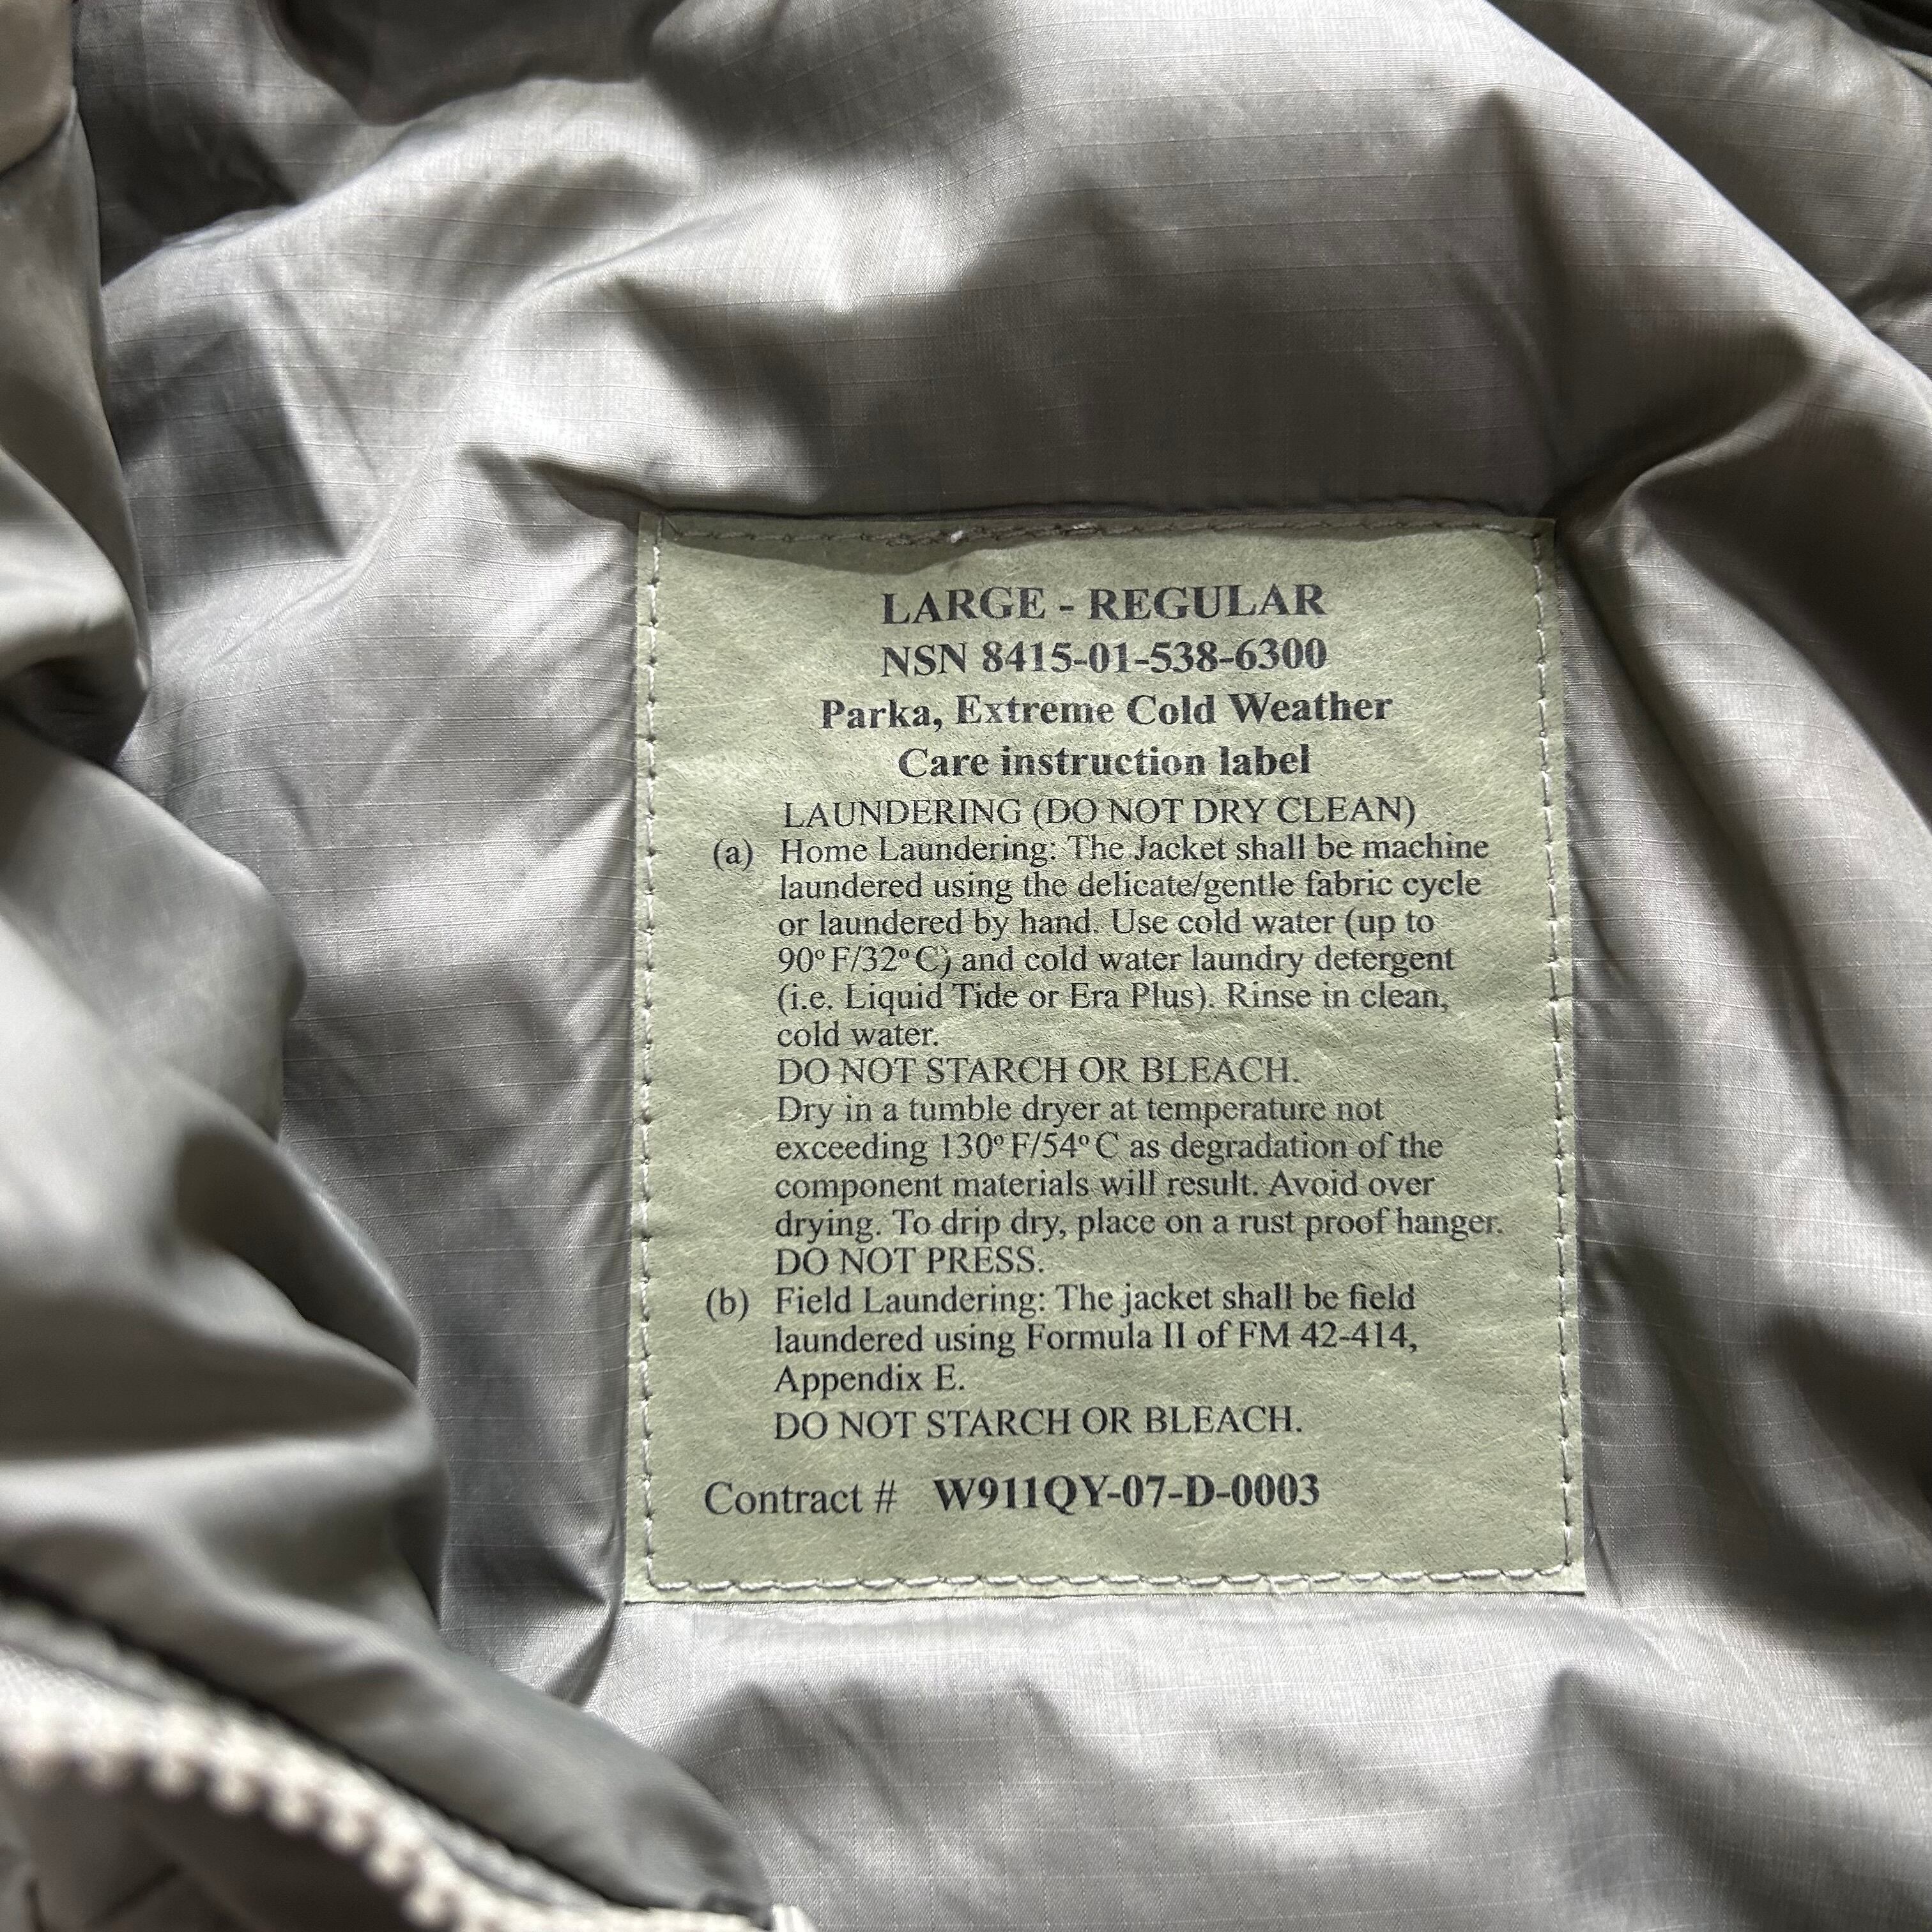 LARGE - REGULAR
NSN 8415-01-538-6300
Parka, Extreme Cold Weather
Care instruction label
LAUNDERING (DO NOT DRY CLEAN)
(a) Home Laundering: The Jacket shall be machine
laundered using the delicate/gentle fabric cycle
or laundered by hand. Use cold water (up to
90º F/32º C) and cold water laundry detergent
(i.e. Liquid Tide or Era Plus). Rinse in clean,
cold water.
DO NOT STARCH OR BLEACH.
Dry in a tumble dryer at temperature not
exceeding 130º F/54º C as degradation of the
component materials will result. Avoid over
drying. To drip dry, place on a rust proof hanger.
DO NOT PRESS.
(b) Field Laundering: The jacket shall be field
laundered using Formula II of FM 42-414,
Appendix E.
DO NOT STARCH OR BLEACH.
Contract # W911QY-07-D-0003